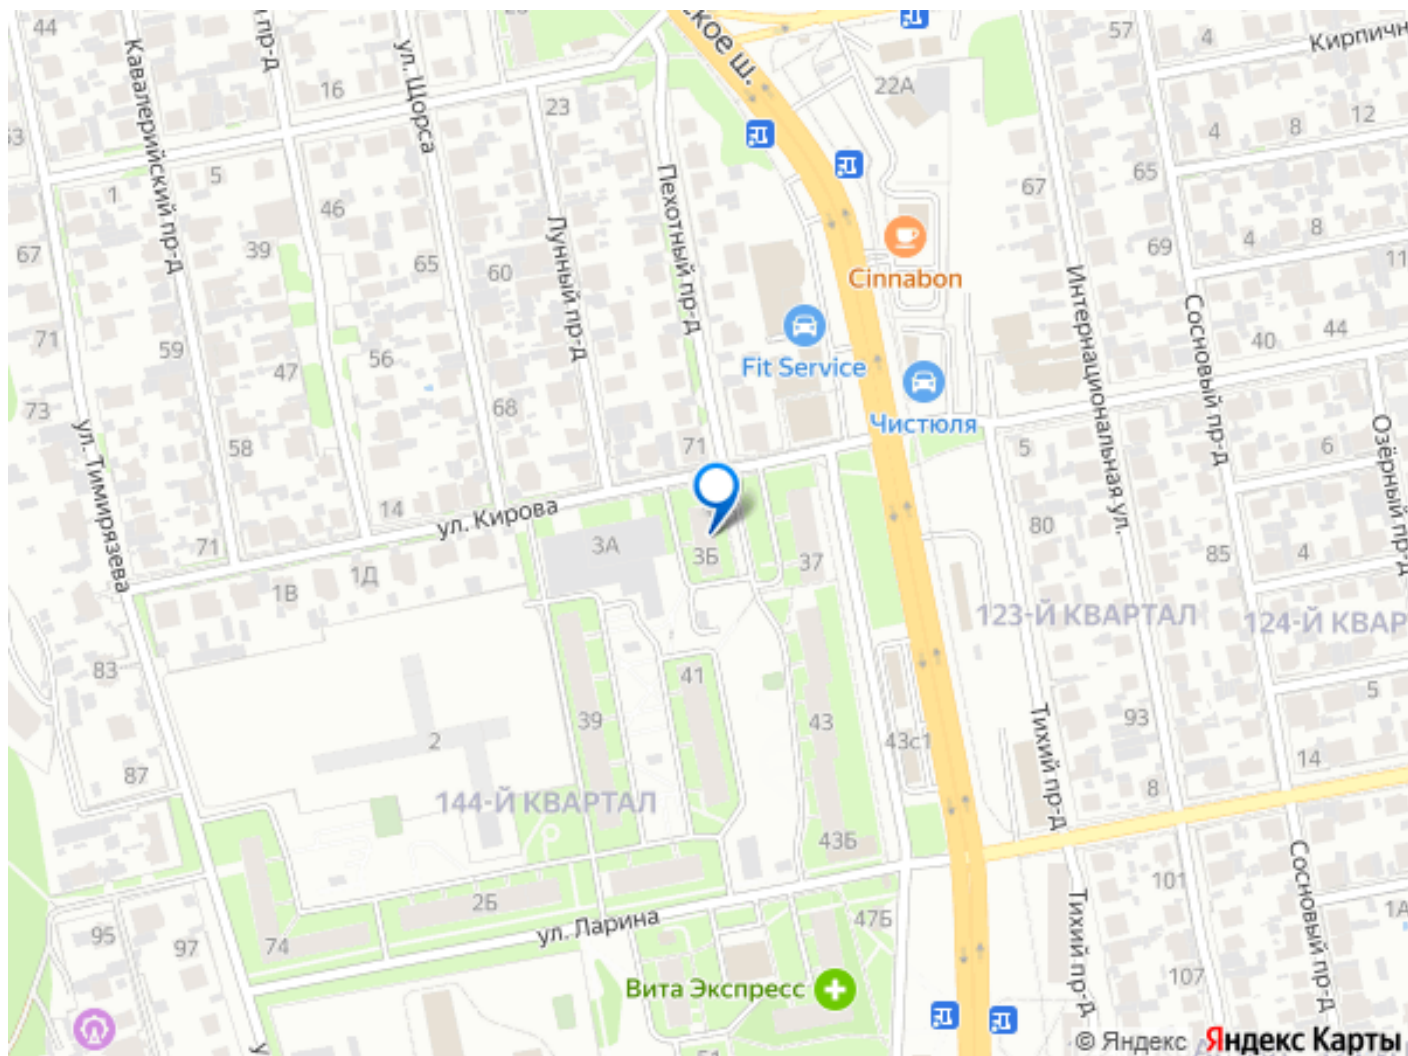 44
Кавалерийский пр-д
пр-д
ул. Щорса
16
23
ское ш.
22А
57
4
Кирпичн
12
8
4
53
1
5
46
39
67
65
60
Лунный пр-д
Пехотный пр-д
67
65
69
4
8
11
Cinnabon
Интернациональная ул.
Сосновый пр-д
40
44
Fit Service
71
59
56
47
73
68
58
ул. Тимирязева
71
Чистюля
5
6
Озёрный пр-д
14
ул. Кирова
71
3А
3Б
37
80
85
4
1Д
1В
123-Й КВАРТАЛ
124-Й КВАР
83
41
39
43
43с1
2
87
144-Й КВАРТАЛ
43Б
Тихий пр-д
93
8
14
5
Сосновый пр-д
101
1А
2Б
74
ул. Ларина
47Б
95
97
Вита Экспресс
Тихий пр-д
107
51
© Яндекс Яндекс Карты